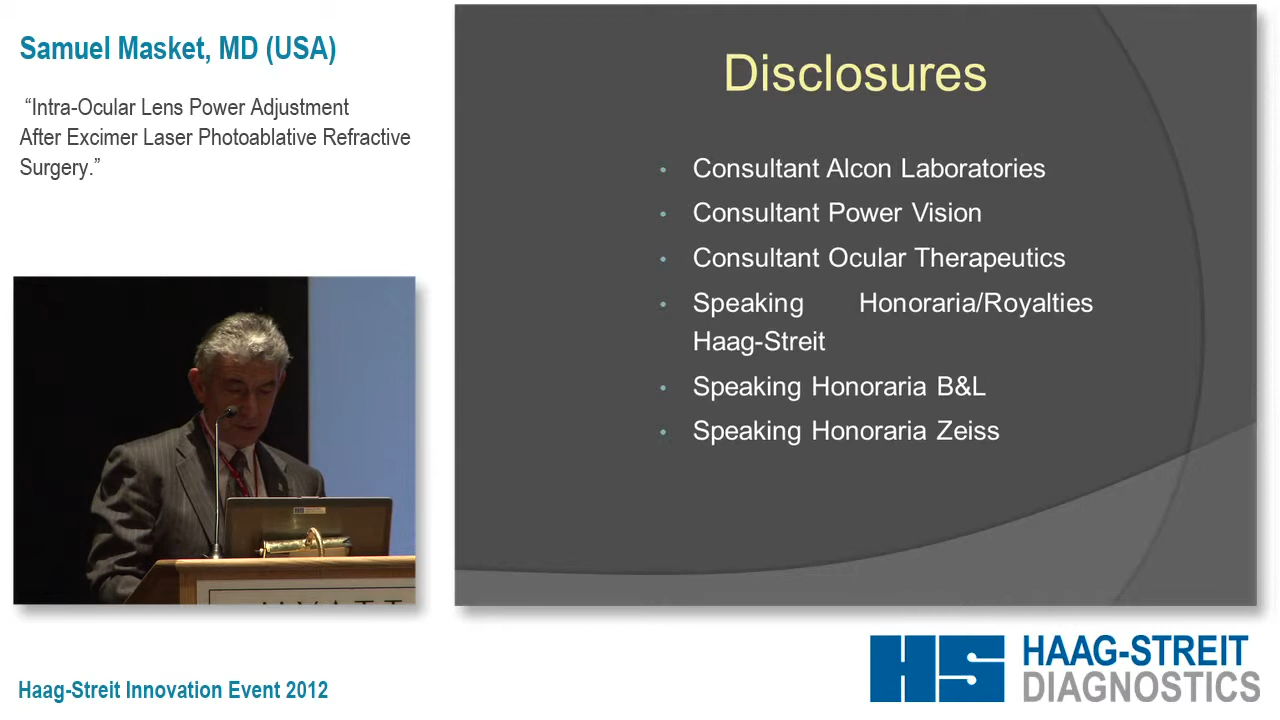 Samuel Masket, MD (USA)
“Intra-Ocular Lens Power Adjustment
After Excimer Laser Photoablative Refractive
Surgery.”
Disclosures
• Consultant Alcon Laboratories
• Consultant Power Vision
• Consultant Ocular Therapeutics
• Speaking Honoraria/Royalties
Haag-Streit
• Speaking Honoraria B&L
• Speaking Honoraria Zeiss
HYATT
Haag-Streit Innovation Event 2012
HS
HAAG-STREIT
DIAGNOSTICS